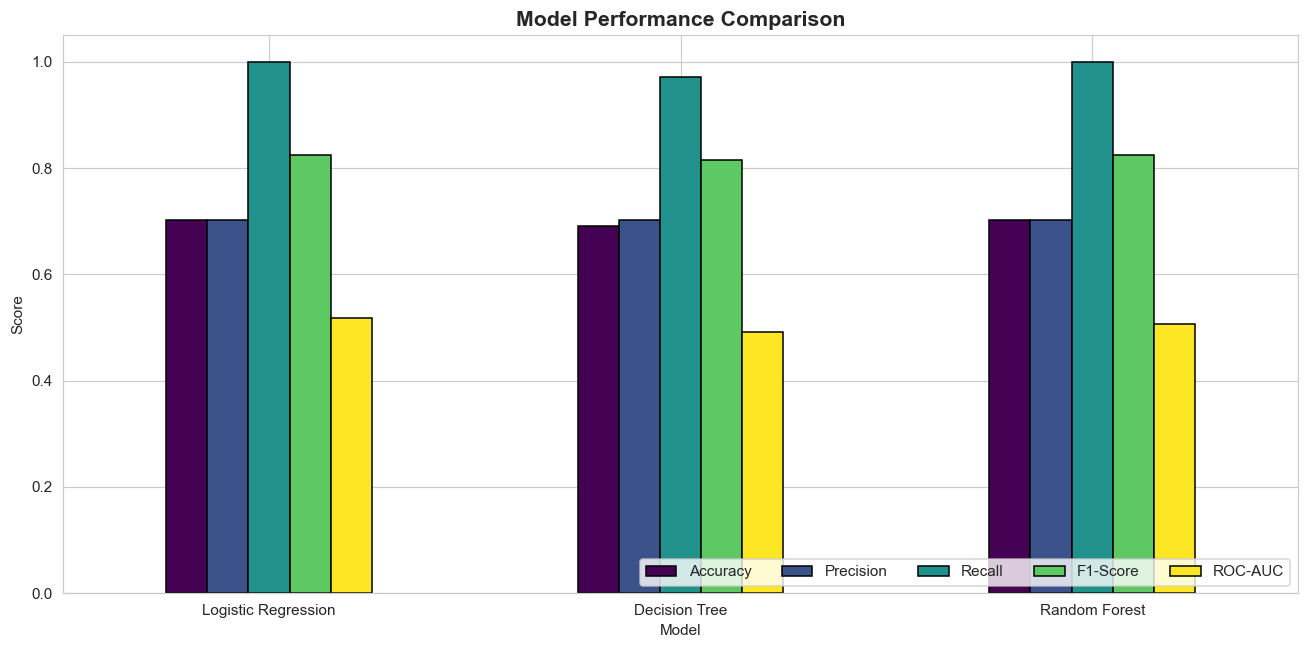 Model Performance Comparison
1.0
0.8
0.6
0.4
0.2
0.0
Score
Accuracy Precision Recall F1-Score ROC-AUC
Logistic Regression Decision Tree Random Forest
Model